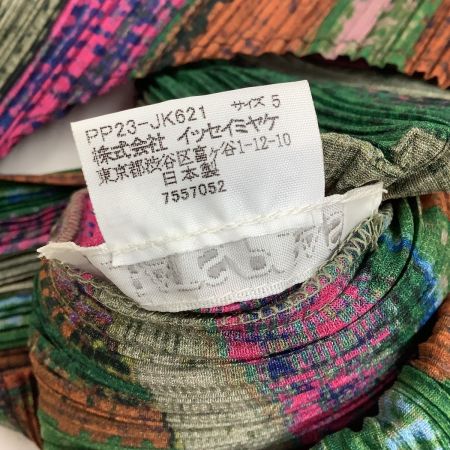 PP23-JK621 サイズ 5
株式会社 イッセイミヤケ
東京都渋谷区富ヶ谷1-12-10
日本製
7557052